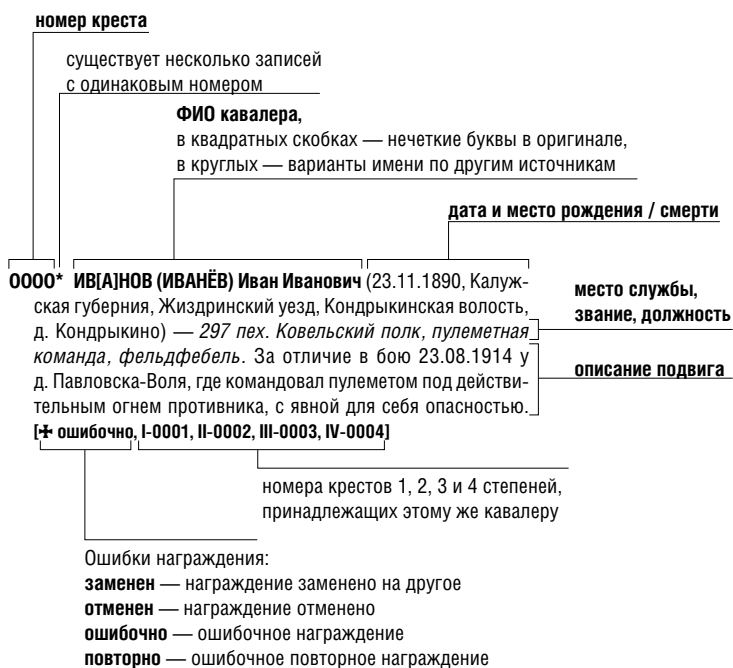 номер креста
существует несколько записей
с одинаковым номером
ФИО кавалера,
в квадратных скобках — нечеткие буквы в оригинале,
в круглых — варианты имени по другим источникам
дата и место рождения / смерти
0000* ИВ[А]НОВ (ИВАНЁВ) Иван Иванович (23.11.1890, Калуж-
ская губерния, Жиздринский уезд, Кондрыкинская волость,
д. Кондрыкино) — 297 пех. Ковельский полк, пулеметная
команда, фельдфебель. За отличие в бою 23.08.1914 у
д. Павловска-Воля, где командовал пулеметом под действи-
тельным огнем противника, с явной для себя опасностью.
[✠ ошибочно, I-0001, II-0002, III-0003, IV-0004]
место службы,
звание, должность
описание подвига
номера крестов 1, 2, 3 и 4 степеней,
принадлежащих этому же кавалеру
Ошибки награждения:
заменен — награждение заменено на другое
отменен — награждение отменено
ошибочно — ошибочное награждение
повторно — ошибочное повторное награждение